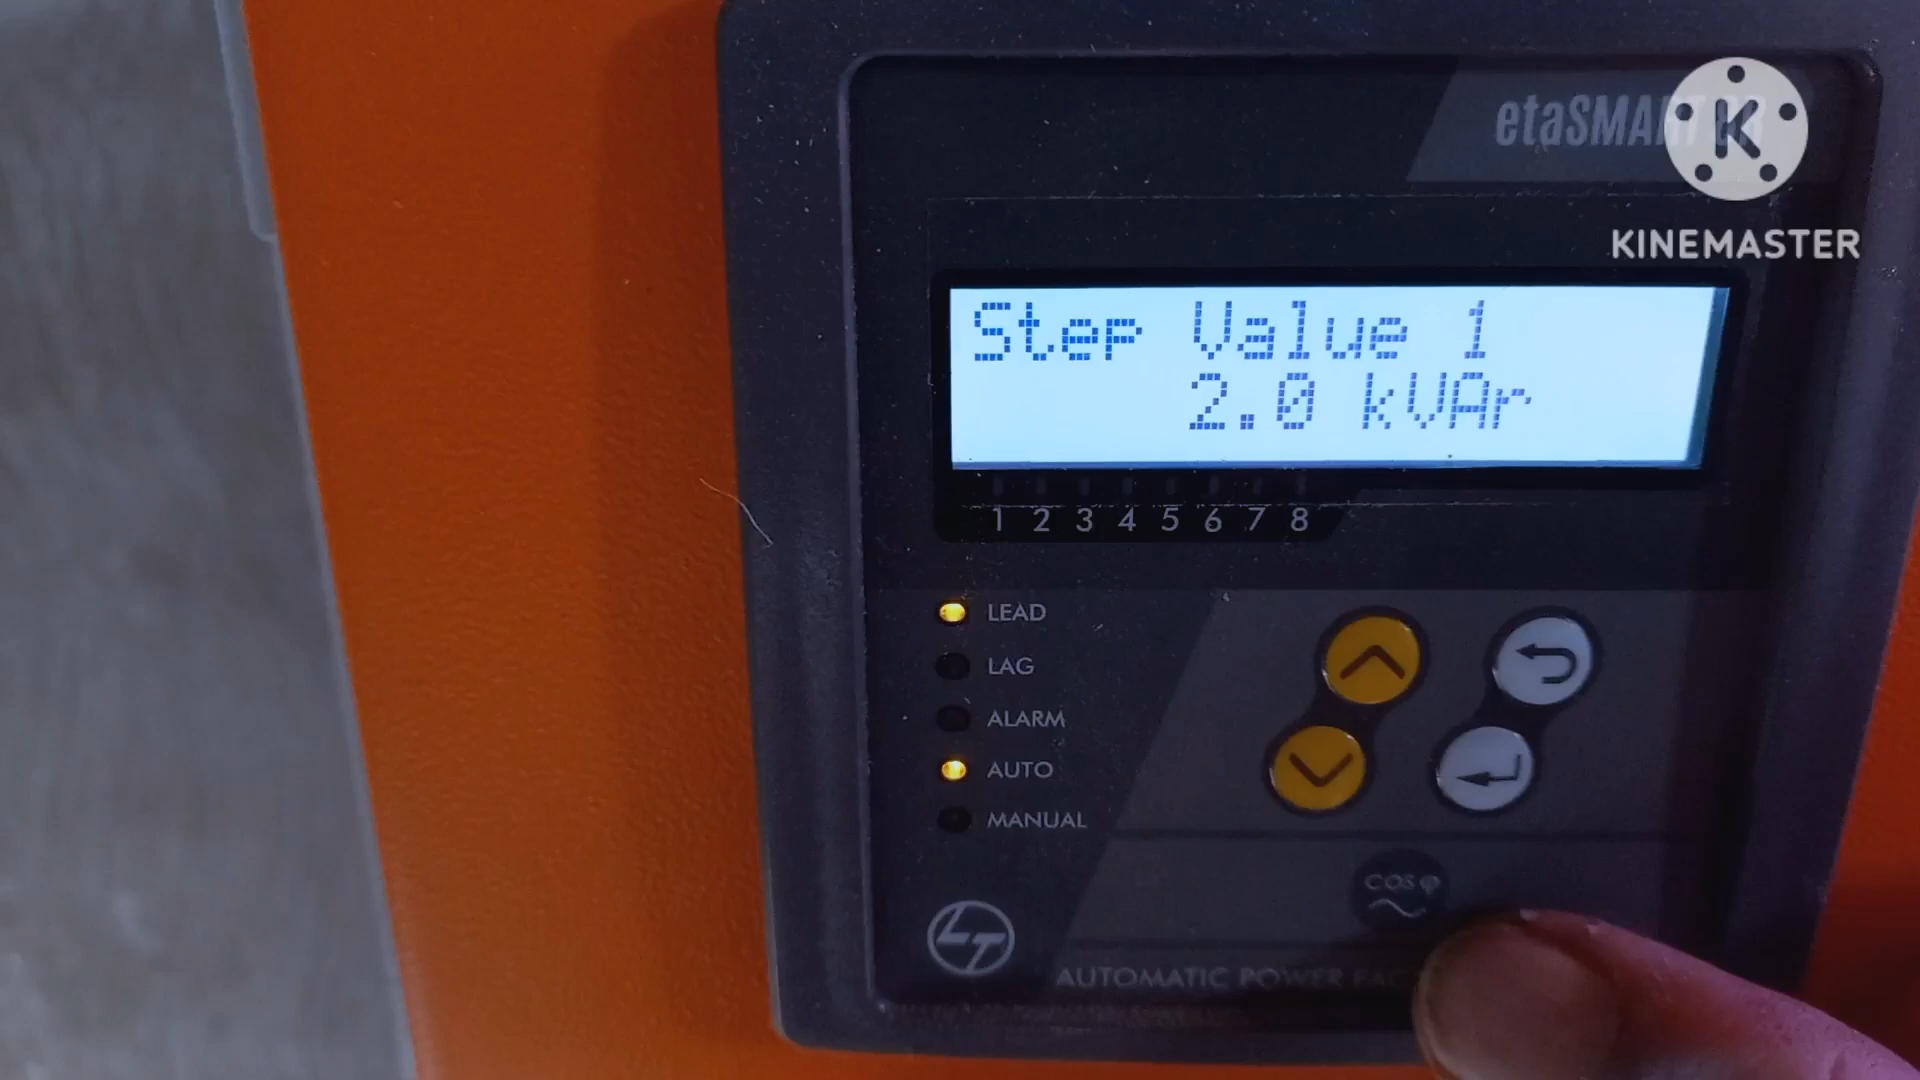 etaSMA
KINEMASTER
Step Value 1
2.0 kVAr
1 2 3 4 5 6 7 8
LEAD
LAG
ALARM
AUTO
MANUAL
COS φ
LT
AUTOMATIC POWER FAC